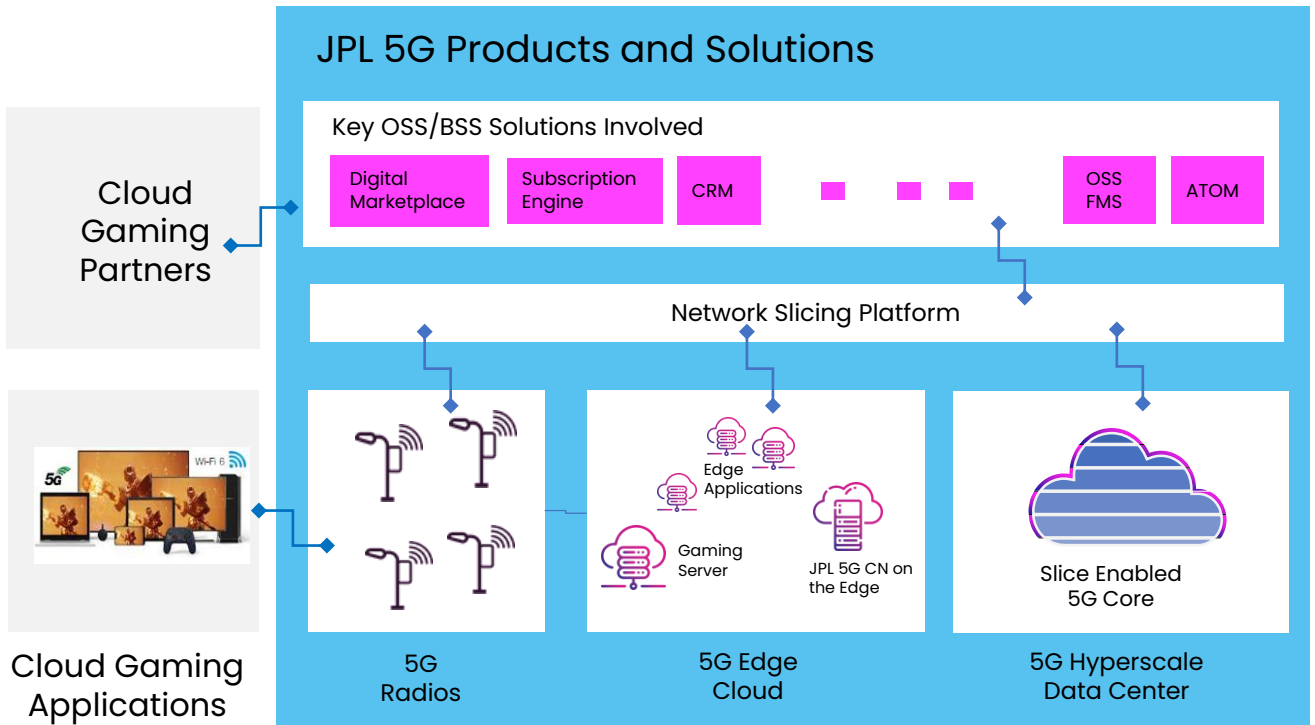 JPL 5G Products and Solutions
Key OSS/BSS Solutions Involved
Digital
Marketplace
Subscription
Engine
CRM
OSS
FMS
ATOM
Cloud
Gaming
Partners
Network Slicing Platform
5G
Wi-Fi 6
Edge
Applications
Gaming
Server
JPL 5G CN on
the Edge
Slice Enabled
5G Core
Cloud Gaming
Applications
5G
Radios
5G Edge
Cloud
5G Hyperscale
Data Center